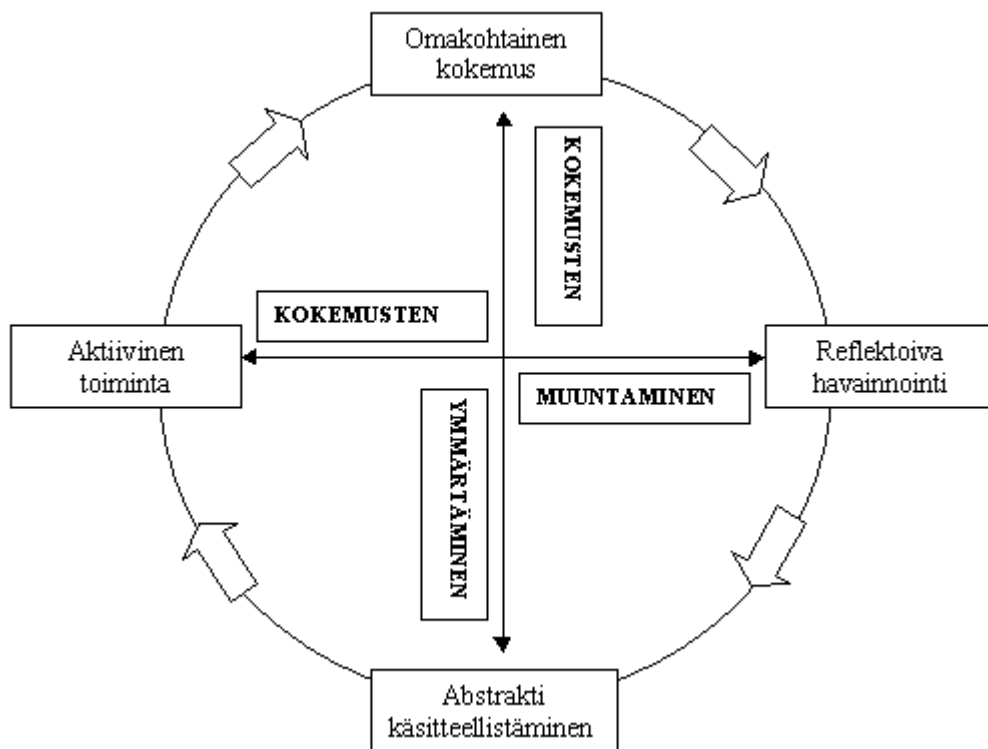 Omakohtainen
kokemus
KOKEMUSTEN
KOKEMUSTEN
Aktiivinen
toiminta
Reflektoiva
havainnointi
MUUNTAMINEN
YMMÄRTÄMINEN
Abstrakti
käsitteellistäminen